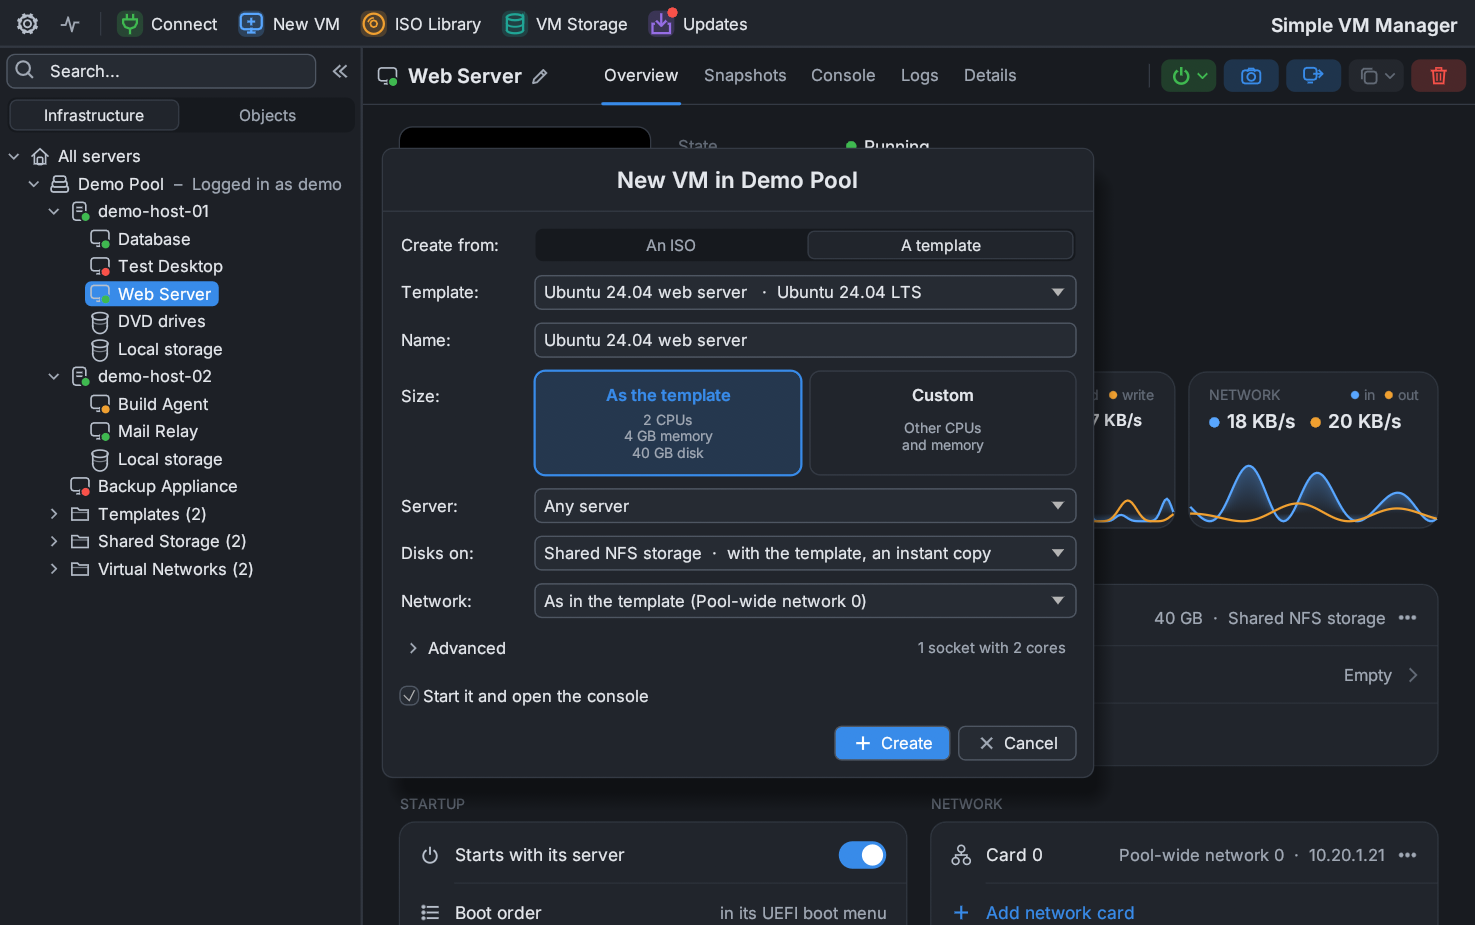 Connect
New VM
ISO Library
VM Storage
Updates
Simple VM Manager
Search...
Infrastructure
Objects
All servers
Demo Pool – Logged in as demo
demo-host-01
Database
Test Desktop
Web Server
DVD drives
Local storage
demo-host-02
Build Agent
Mail Relay
Local storage
Backup Appliance
Templates (2)
Shared Storage (2)
Virtual Networks (2)
Web Server
Overview
Snapshots
Console
Logs
Details
State
Running
New VM in Demo Pool
Create from:
An ISO
A template
Template:
Ubuntu 24.04 web server · Ubuntu 24.04 LTS
Name:
Ubuntu 24.04 web server
Size:
As the template
2 CPUs
4 GB memory
40 GB disk
Custom
Other CPUs
and memory
Server:
Any server
Disks on:
Shared NFS storage · with the template, an instant copy
Network:
As in the template (Pool-wide network 0)
Advanced
1 socket with 2 cores
Start it and open the console
Create
Cancel
write
KB/s
NETWORK
in
out
18 KB/s
20 KB/s
40 GB · Shared NFS storage
Empty
STARTUP
Starts with its server
Boot order
in its UEFI boot menu
NETWORK
Card 0
Pool-wide network 0 · 10.20.1.21
Add network card